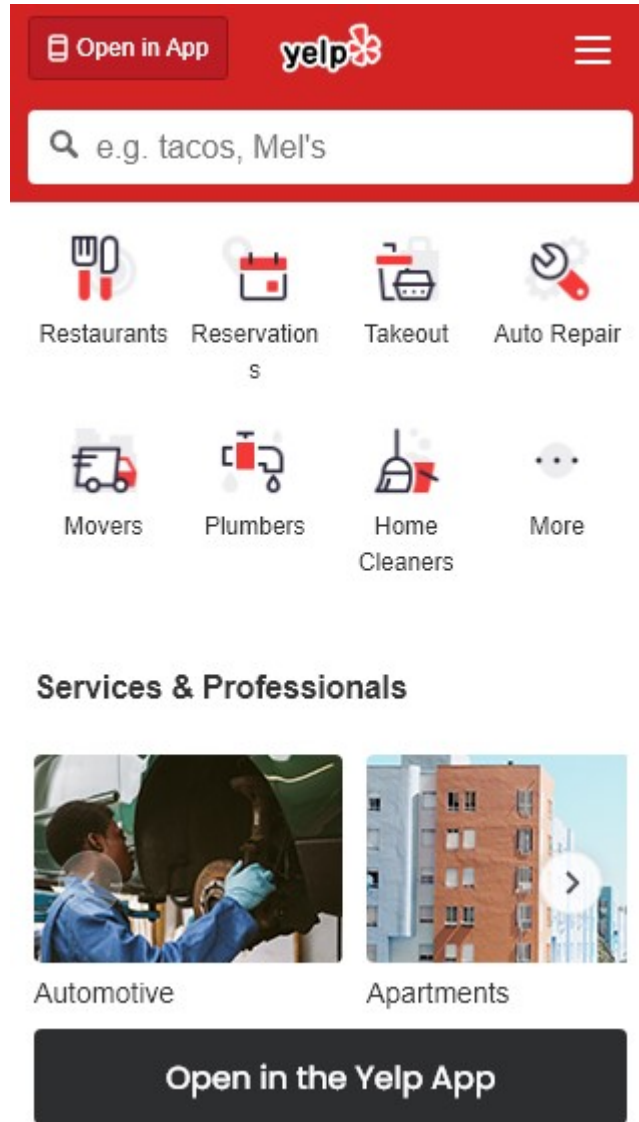 Open in App
yelp
e.g. tacos, Mel's
Restaurants
Reservation
s
Takeout
Auto Repair
Movers
Plumbers
Home
Cleaners
More
Services & Professionals
Automotive
Apartments
Open in the Yelp App